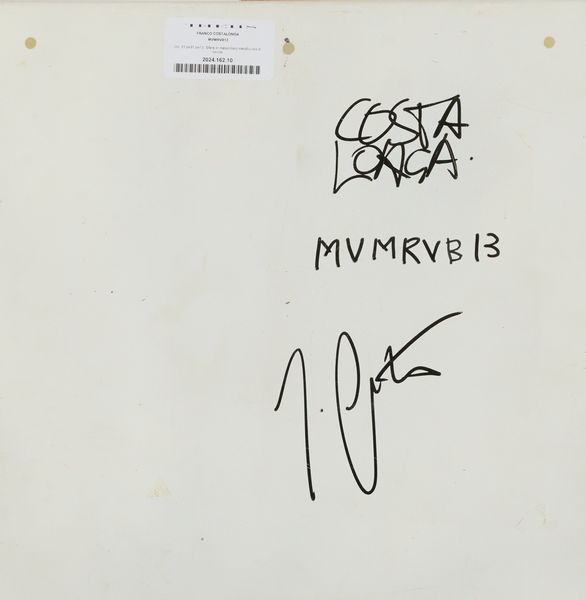 FRANCO COSTALONGA
MVMRVB13
2024.162.10
COSTA
LONGA.
MVMRVB 13